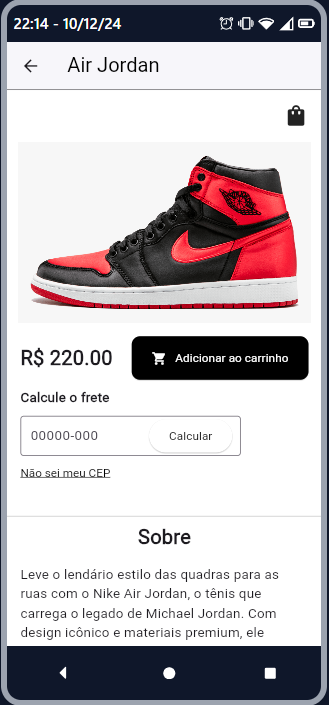 22:14 - 10/12/24
Air Jordan
R$ 220.00
Adicionar ao carrinho
Calcule o frete
00000-000
Calcular
Não sei meu CEP
Sobre
Leve o lendário estilo das quadras para as
ruas com o Nike Air Jordan, o tênis que
carrega o legado de Michael Jordan. Com
design icônico e materiais premium, ele